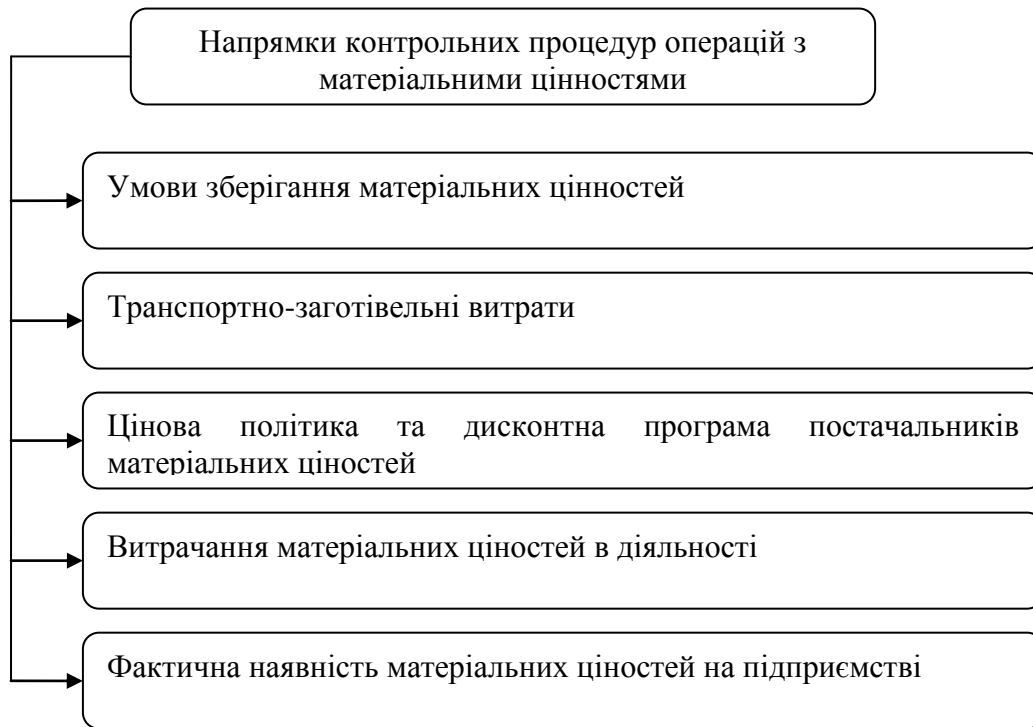 Напрямки контрольних процедур операцій з
матеріальними цінностями
Умови зберігання матеріальних цінностей
Транспортно-заготівельні витрати
Цінова політика та дисконтна програма постачальників
матеріальних ціностей
Витрачання матеріальних ціностей в діяльності
Фактична наявність матеріальних ціностей на підприємстві